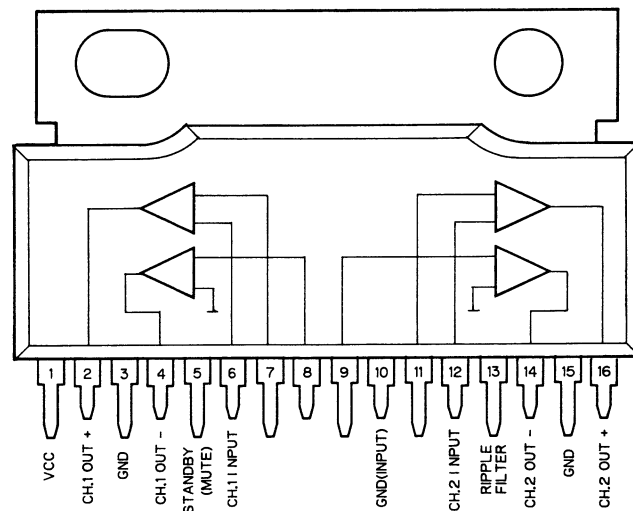 1 2 3 4 5 6 7 8 9 10 11 12 13 14 15 16
VCC
CH.1 OUT +
GND
CH.1 OUT -
STANDBY
(MUTE)
CH.1 I NPUT
GND(INPUT)
CH.2 I NPUT
RIPPLE
FILTER
CH.2 OUT -
GND
CH.2 OUT +